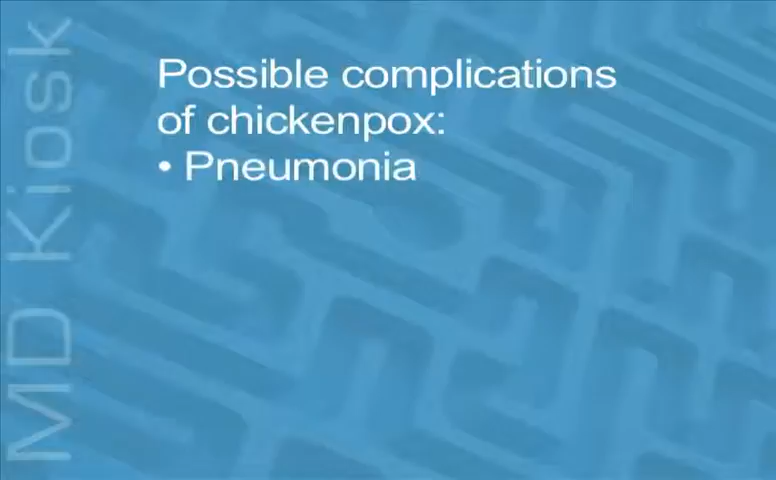 Possible complications
of chickenpox:
• Pneumonia
MD Kiosk